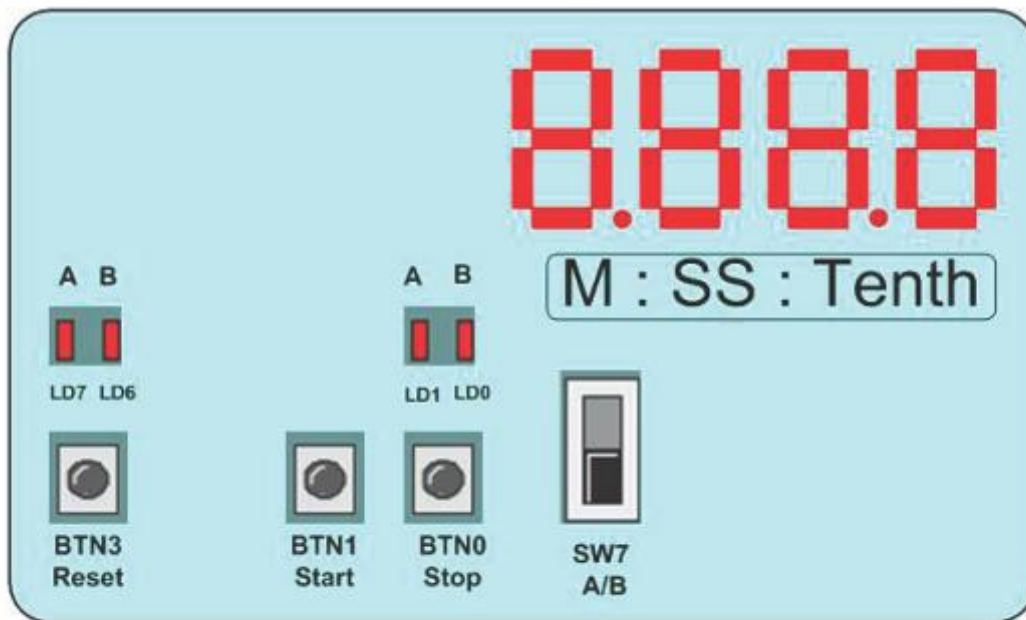 8.88.8
M : SS : Tenth
A B
A B
LD7 LD6
LD1 LD0
BTN3
Reset
BTN1
Start
BTN0
Stop
SW7
A/B